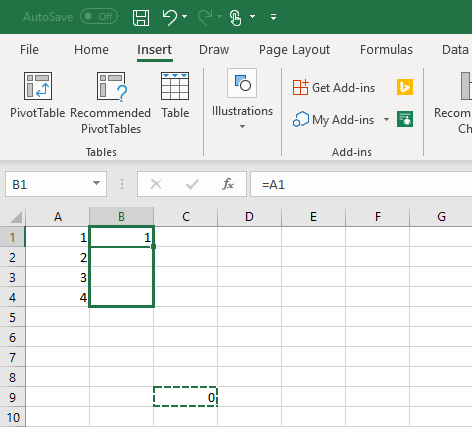 AutoSave Off
File Home Insert Draw Page Layout Formulas Data
PivotTable Recommended PivotTables Table Illustrations Get Add-ins My Add-ins Recom Ch
Tables Add-ins
B1 fx =A1
A B C D E F G
1 1 1
2 2
3 3
4 4
5
6
7
8
9 0
10